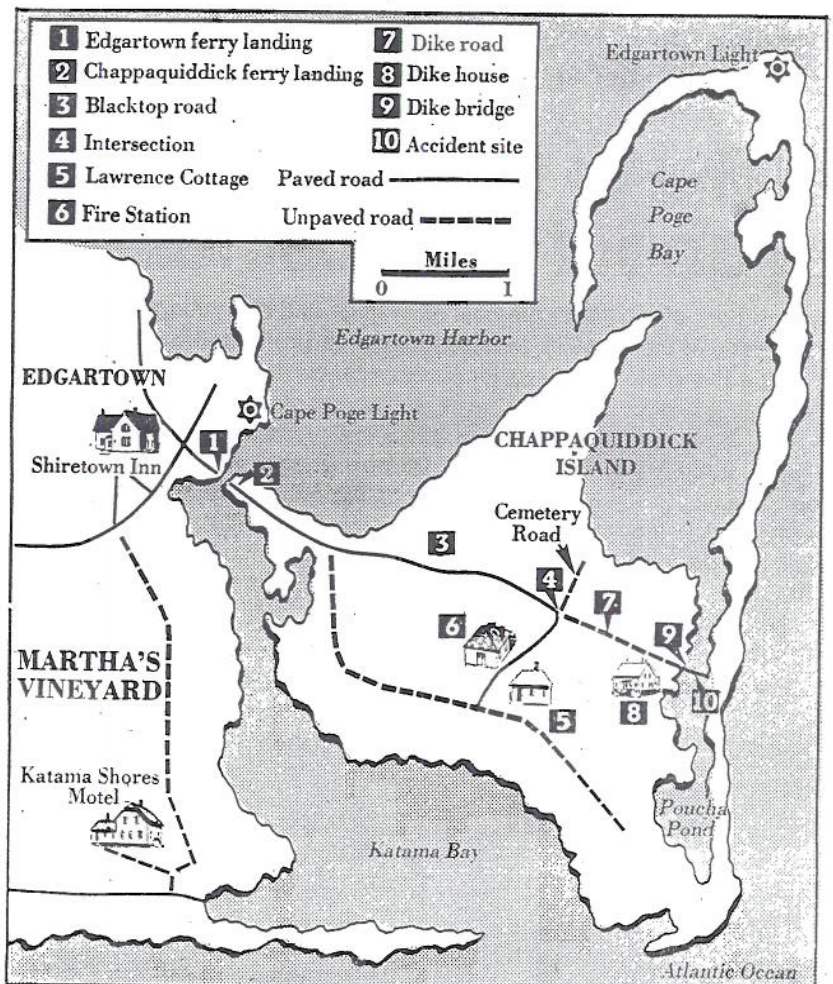 1 Edgartown ferry landing
2 Chappaquiddick ferry landing
3 Blacktop road
4 Intersection
5 Lawrence Cottage
6 Fire Station
7 Dike road
8 Dike house
9 Dike bridge
10 Accident site
Paved road
Unpaved road
Miles
0 1
Edgartown Light
Cape
Poge
Bay
Edgartown Harbor
EDGARTOWN
Cape Poge Light
Shiretown Inn
1
2
CHAPPAQUIDDICK
ISLAND
Cemetery
Road
3
4
7
6
9
10
5
8
MARTHA'S
VINEYARD
Katama Shores
Motel
Katama Bay
Poucha
Pond
Atlantic Ocean